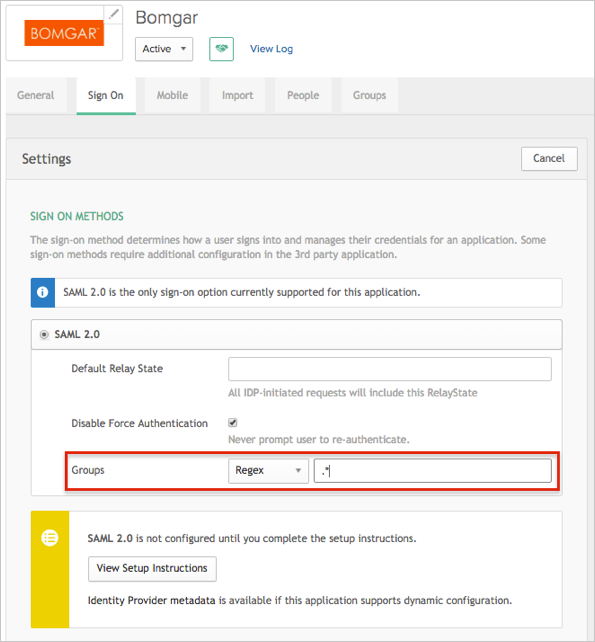 BOMGAR™
Bomgar
Active
View Log
General
Sign On
Mobile
Import
People
Groups
Settings
Cancel
SIGN ON METHODS
The sign-on method determines how a user signs into and manages their credentials for an application. Some
sign-on methods require additional configuration in the 3rd party application.
SAML 2.0 is the only sign-on option currently supported for this application.
SAML 2.0
Default Relay State
All IDP-initiated requests will include this RelayState
Disable Force Authentication
Never prompt user to re-authenticate.
Groups
Regex
.*
SAML 2.0 is not configured until you complete the setup instructions.
View Setup Instructions
Identity Provider metadata is available if this application supports dynamic configuration.